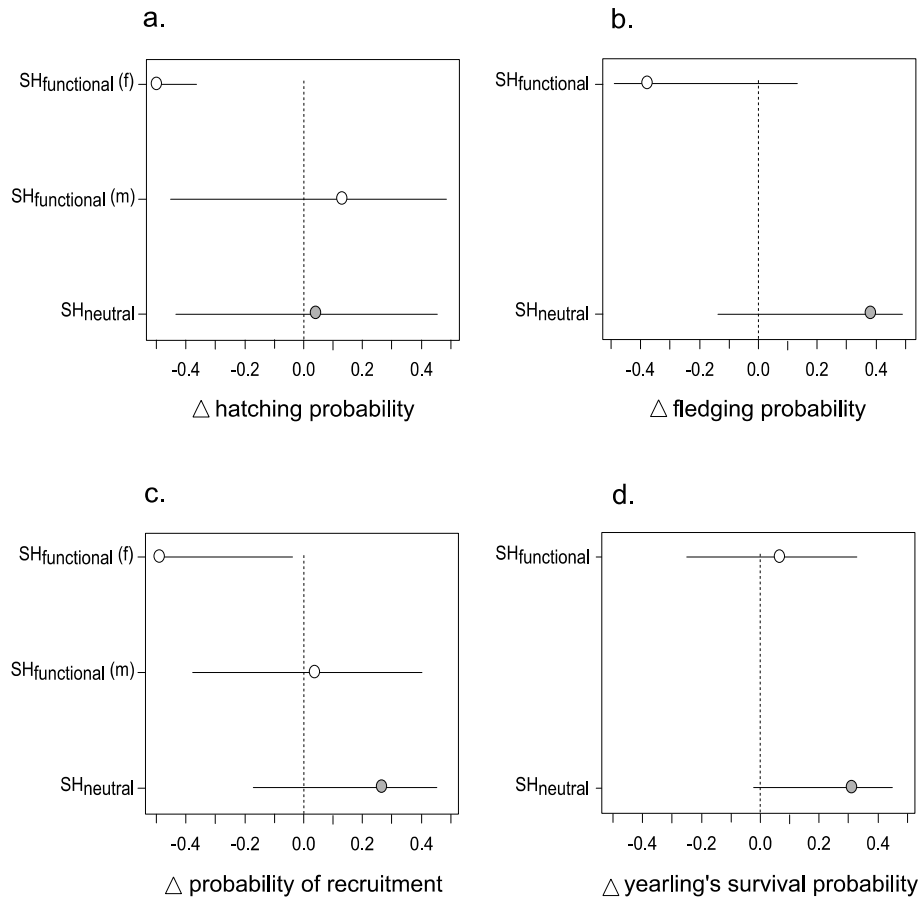 a.
SHfunctional (f)
SHfunctional (m)
SHneutral
-0.4 -0.2 0.0 0.2 0.4
△ hatching probability
b.
SHfunctional
SHneutral
-0.4 -0.2 0.0 0.2 0.4
△ fledging probability
c.
SHfunctional (f)
SHfunctional (m)
SHneutral
-0.4 -0.2 0.0 0.2 0.4
△ probability of recruitment
d.
SHfunctional
SHneutral
-0.4 -0.2 0.0 0.2 0.4
△ yearling's survival probability